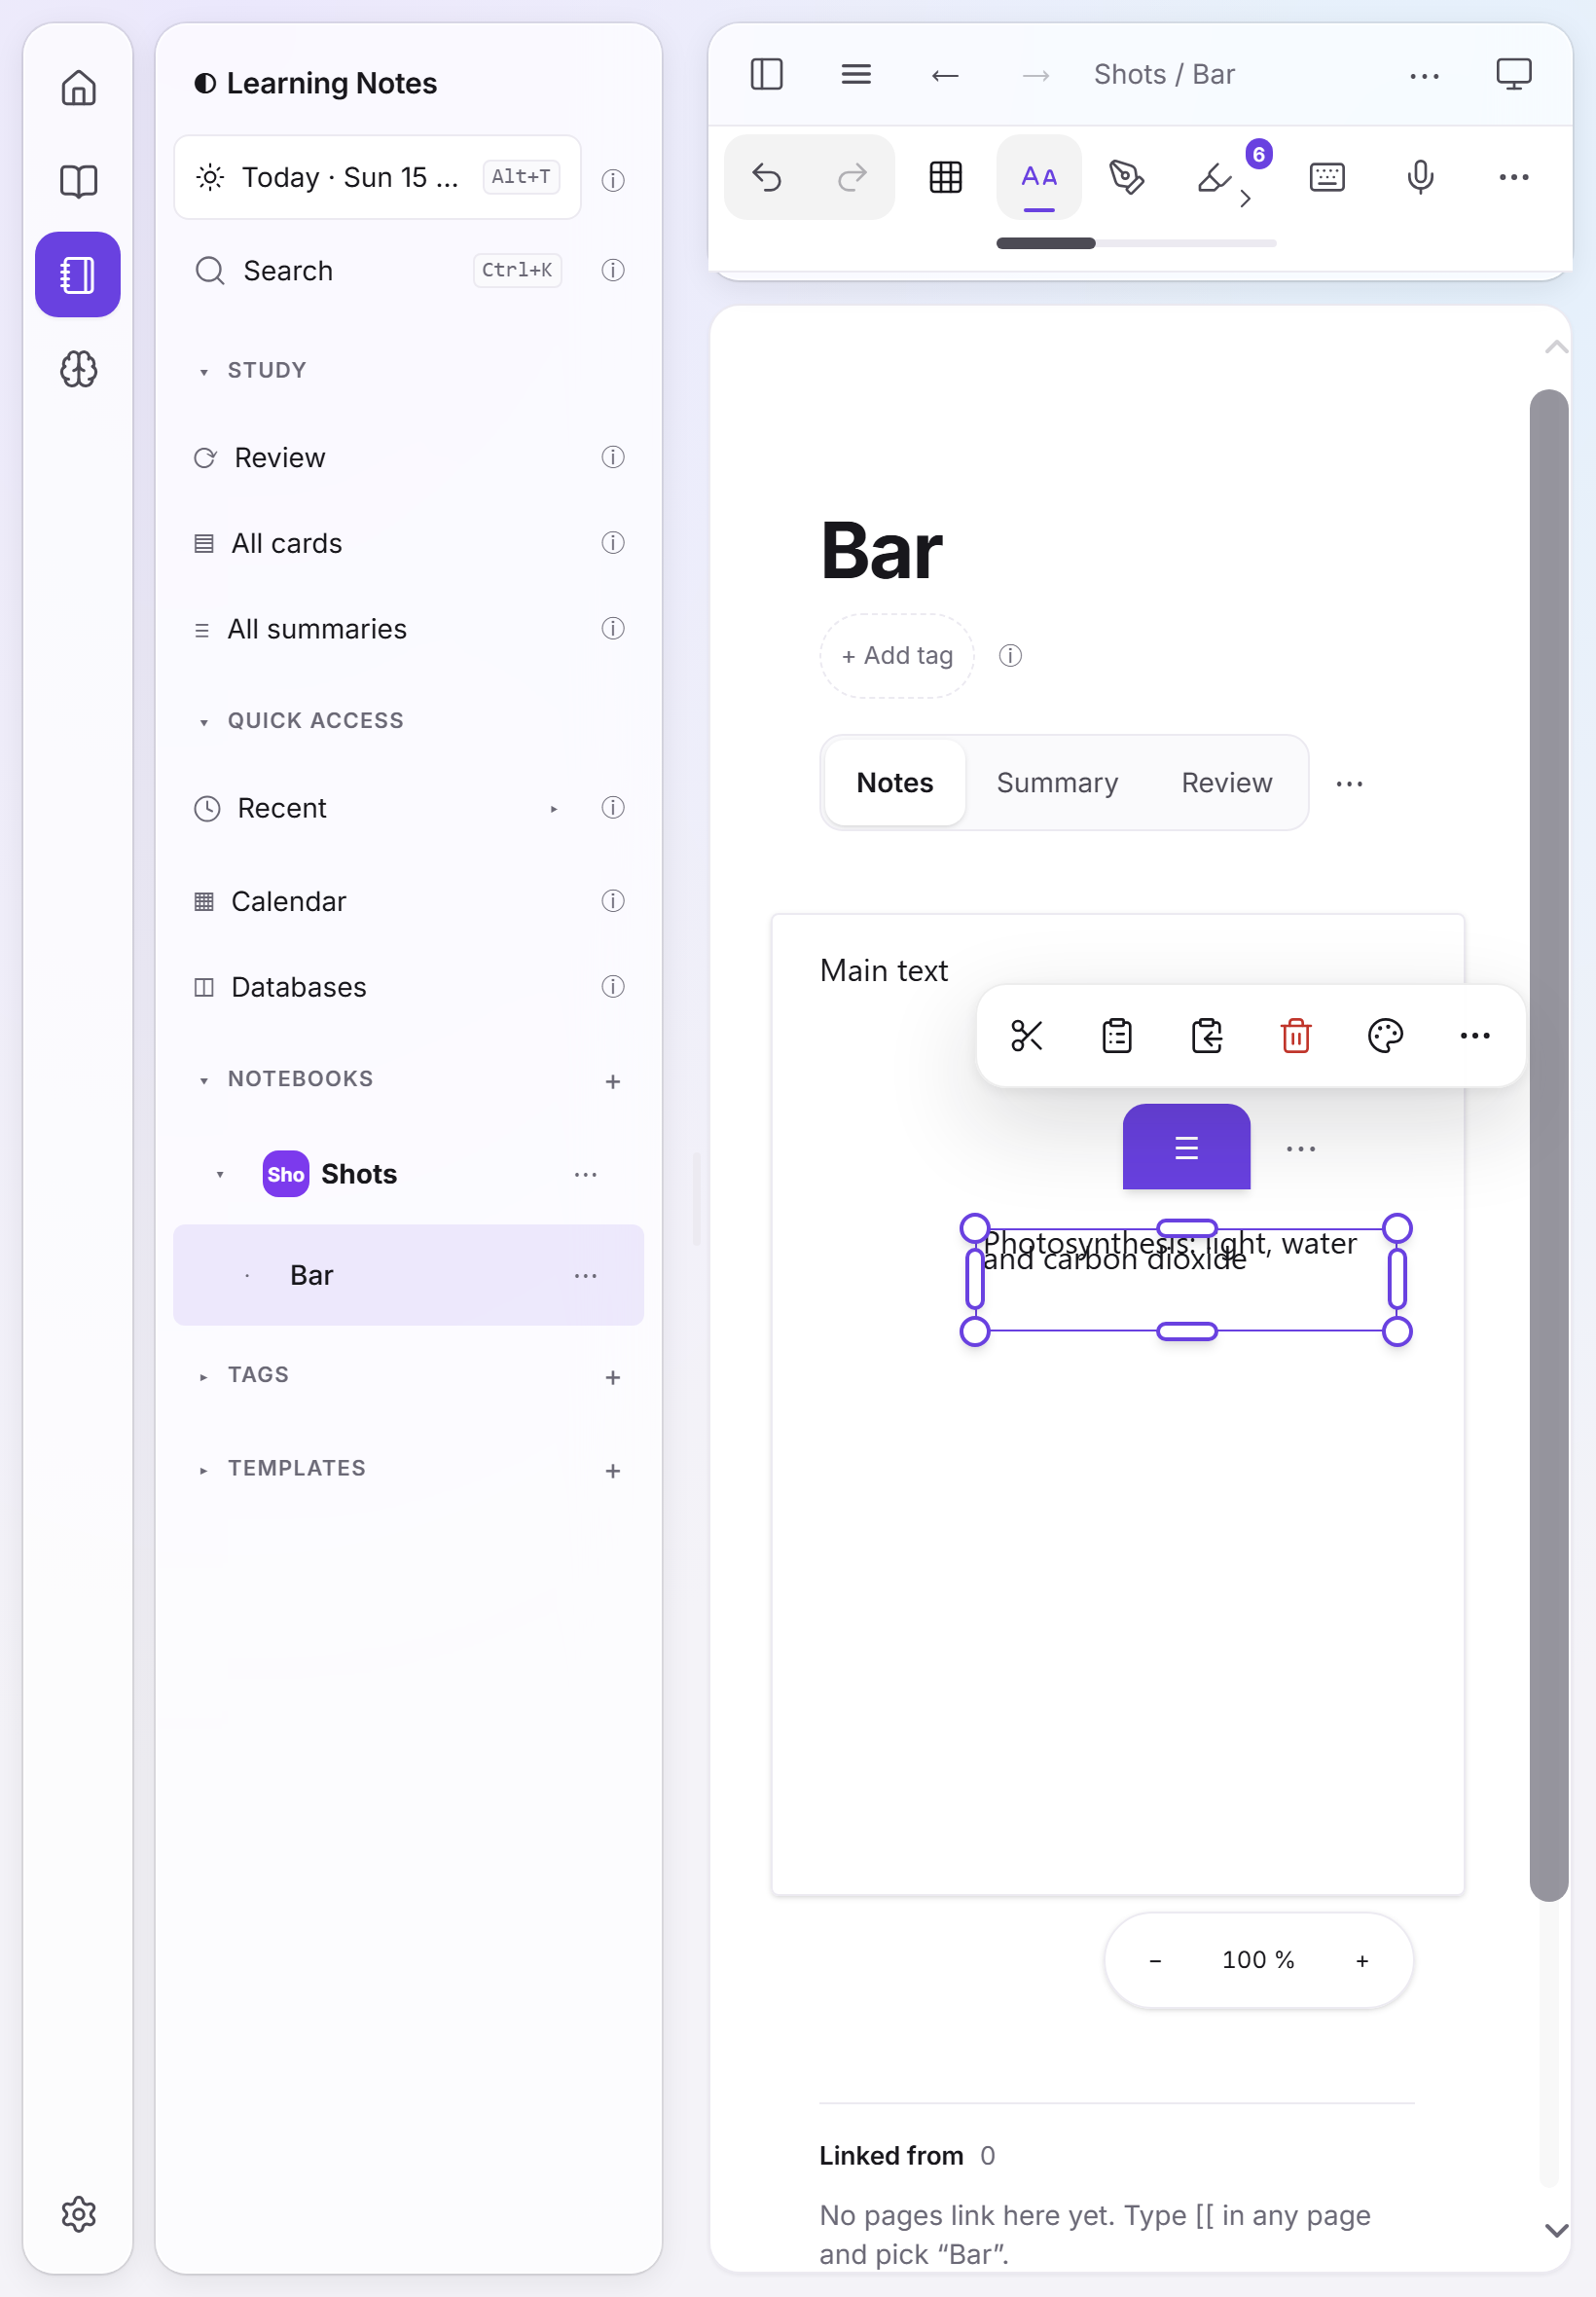 Learning Notes
Today · Sun 15 ... Alt+T
Search Ctrl+K
STUDY
Review
All cards
All summaries
QUICK ACCESS
Recent
Calendar
Databases
NOTEBOOKS +
Sho Shots ...
Bar ...
TAGS +
TEMPLATES +
Shots / Bar
6
Bar
+ Add tag
Notes Summary Review ...
Main text
Photosynthesis: light, water
and carbon dioxide
− 100 % +
Linked from 0
No pages link here yet. Type [[ in any page
and pick “Bar”.